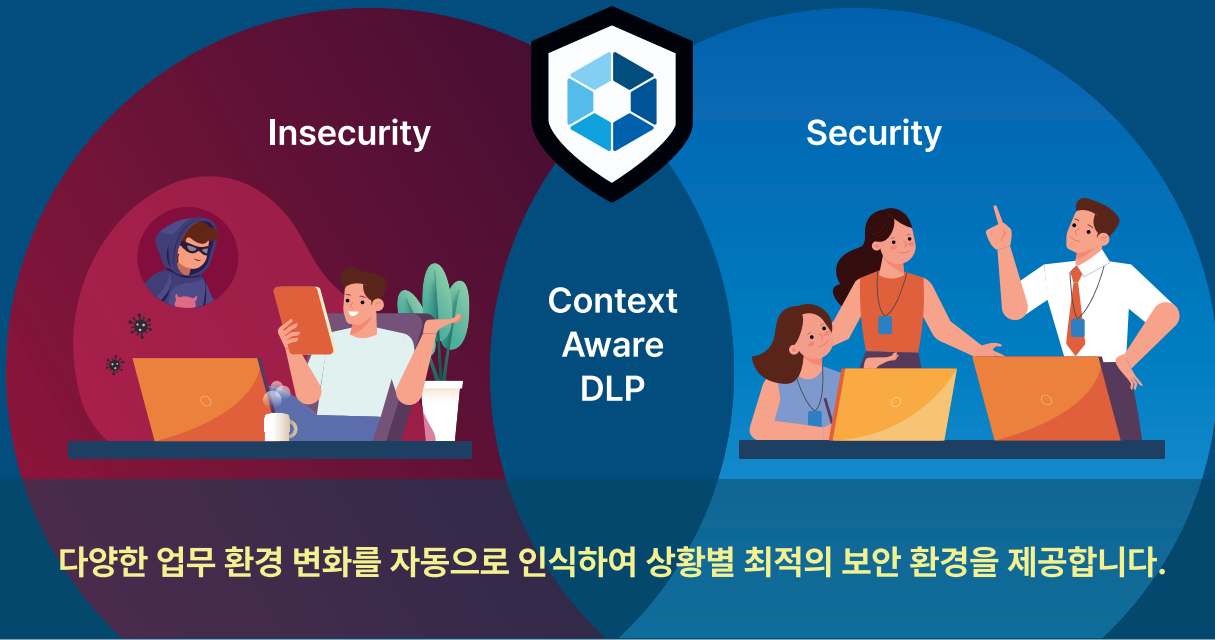 Insecurity
Security
Context
Aware
DLP
다양한 업무 환경 변화를 자동으로 인식하여 상황별 최적의 보안 환경을 제공합니다.